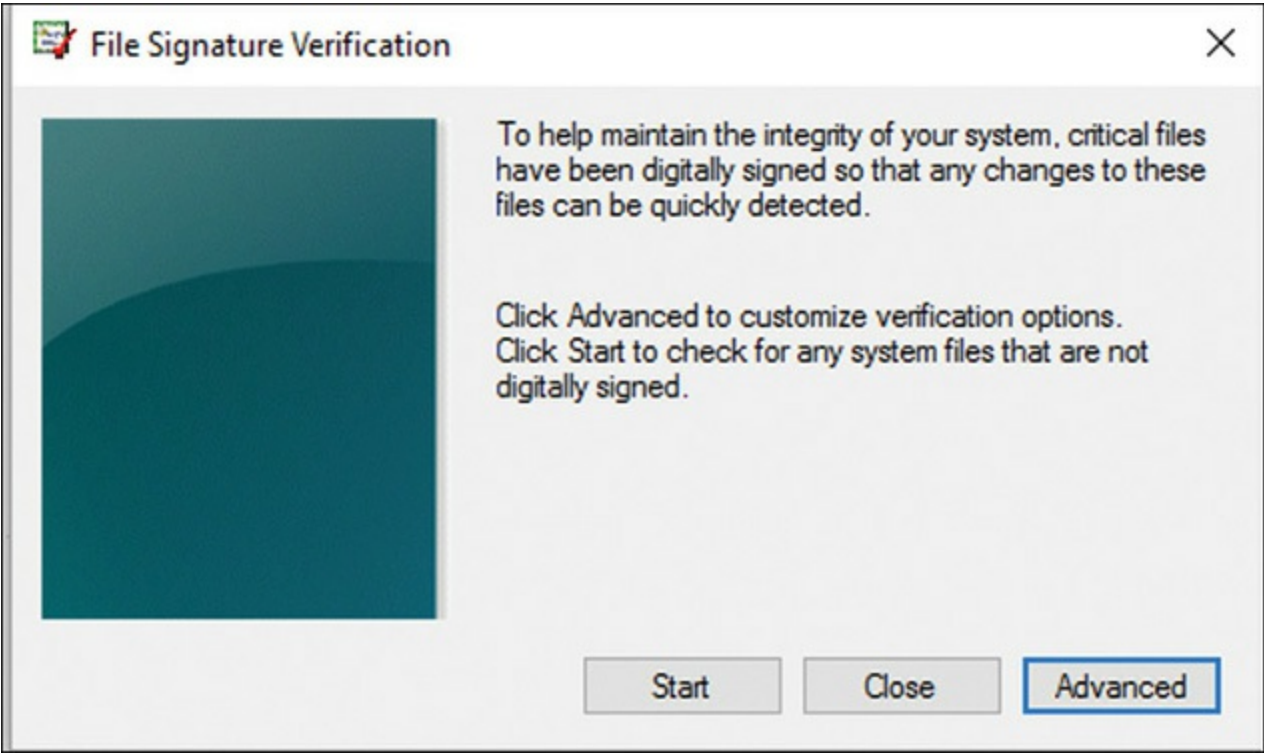 File Signature Verification
To help maintain the integrity of your system, critical files
have been digitally signed so that any changes to these
files can be quickly detected.
Click Advanced to customize verification options.
Click Start to check for any system files that are not
digitally signed.
Start Close Advanced